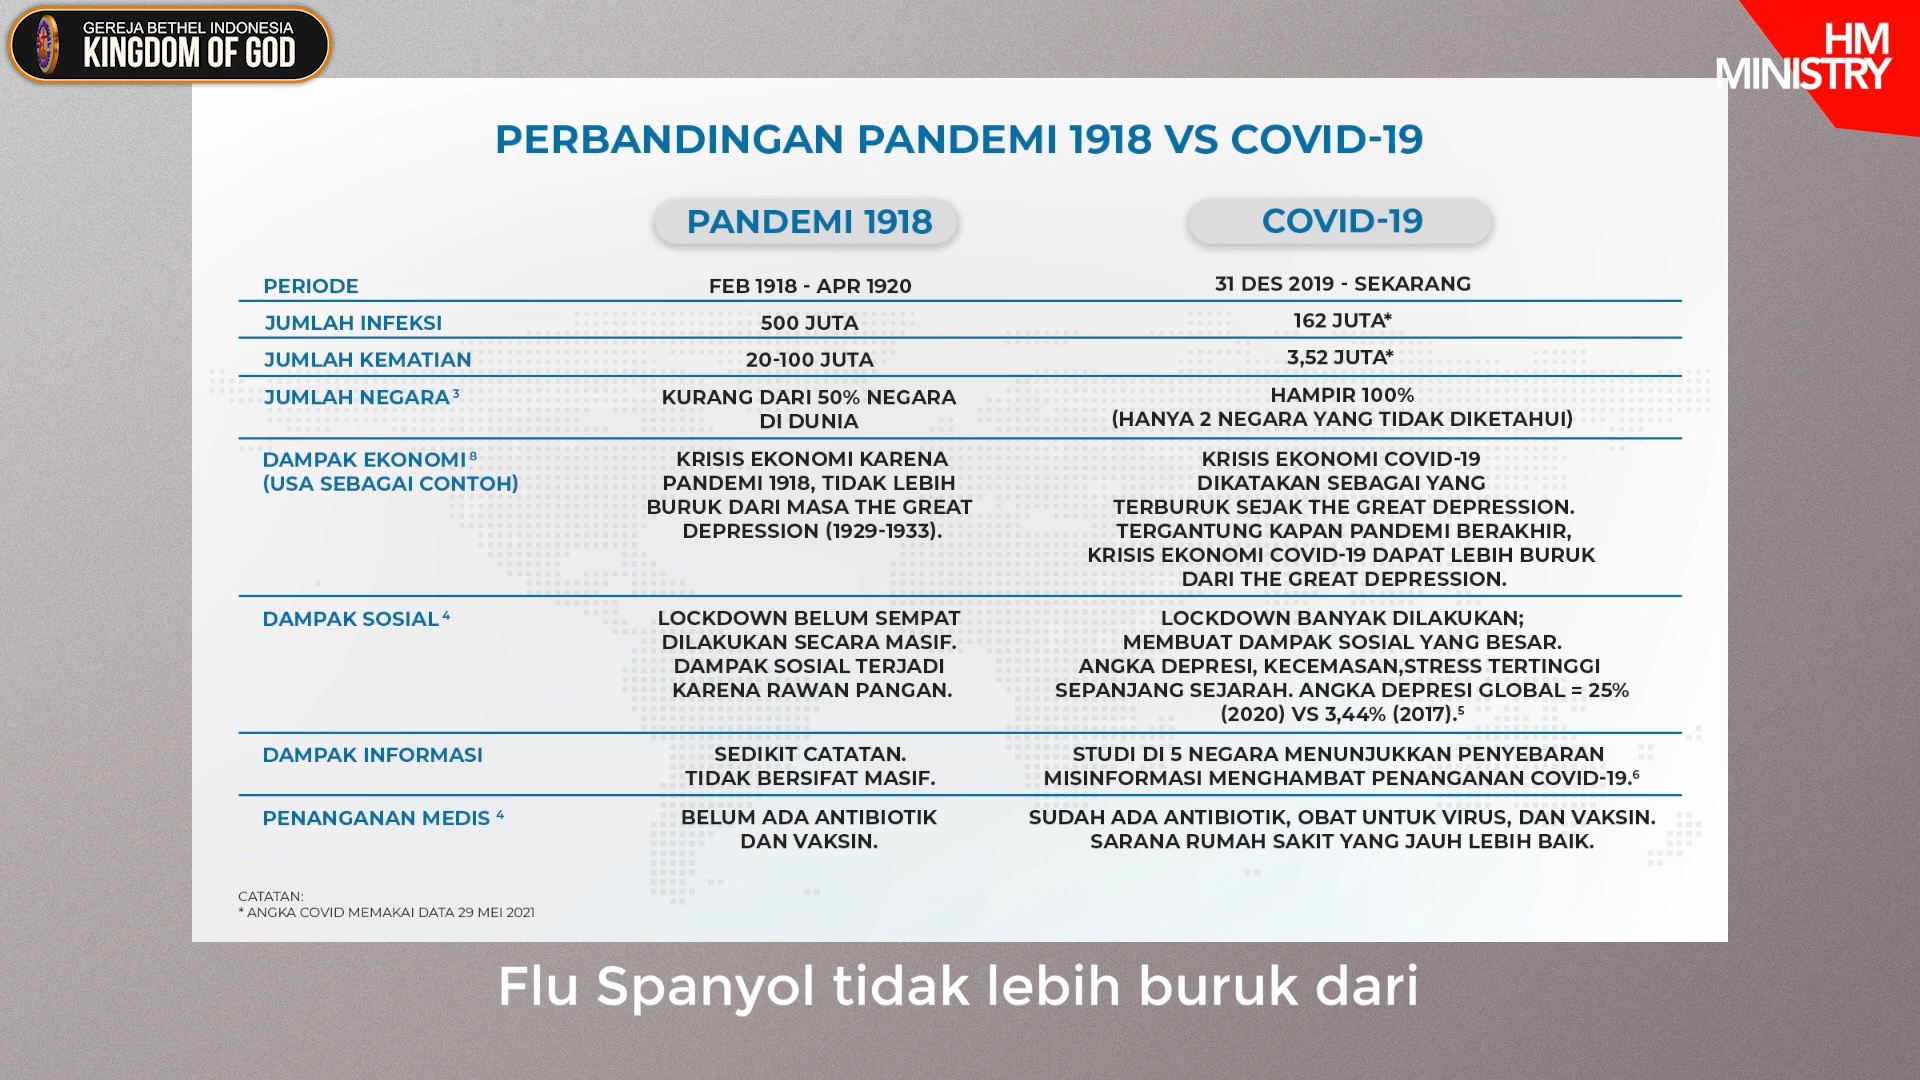 GEREJA BETHEL INDONESIA
KINGDOM OF GOD
HM
MINISTRY
PERBANDINGAN PANDEMI 1918 VS COVID-19
PANDEMI 1918
COVID-19
PERIODE
FEB 1918 - APR 1920
31 DES 2019 - SEKARANG
JUMLAH INFEKSI
500 JUTA
162 JUTA*
JUMLAH KEMATIAN
20-100 JUTA
3,52 JUTA*
JUMLAH NEGARA ³
KURANG DARI 50% NEGARA
DI DUNIA
HAMPIR 100%
(HANYA 2 NEGARA YANG TIDAK DIKETAHUI)
DAMPAK EKONOMI ⁸
(USA SEBAGAI CONTOH)
KRISIS EKONOMI KARENA
PANDEMI 1918, TIDAK LEBIH
BURUK DARI MASA THE GREAT
DEPRESSION (1929-1933).
KRISIS EKONOMI COVID-19
DIKATAKAN SEBAGAI YANG
TERBURUK SEJAK THE GREAT DEPRESSION.
TERGANTUNG KAPAN PANDEMI BERAKHIR,
KRISIS EKONOMI COVID-19 DAPAT LEBIH BURUK
DARI THE GREAT DEPRESSION.
DAMPAK SOSIAL ⁴
LOCKDOWN BELUM SEMPAT
DILAKUKAN SECARA MASIF.
DAMPAK SOSIAL TERJADI
KARENA RAWAN PANGAN.
LOCKDOWN BANYAK DILAKUKAN;
MEMBUAT DAMPAK SOSIAL YANG BESAR.
ANGKA DEPRESI, KECEMASAN,STRESS TERTINGGI
SEPANJANG SEJARAH. ANGKA DEPRESI GLOBAL = 25%
(2020) VS 3,44% (2017).⁵
DAMPAK INFORMASI
SEDIKIT CATATAN.
TIDAK BERSIFAT MASIF.
STUDI DI 5 NEGARA MENUNJUKKAN PENYEBARAN
MISINFORMASI MENGHAMBAT PENANGANAN COVID-19.⁶
PENANGANAN MEDIS ⁴
BELUM ADA ANTIBIOTIK
DAN VAKSIN.
SUDAH ADA ANTIBIOTIK, OBAT UNTUK VIRUS, DAN VAKSIN.
SARANA RUMAH SAKIT YANG JAUH LEBIH BAIK.
CATATAN:
* ANGKA COVID MEMAKAI DATA 29 MEI 2021
Flu Spanyol tidak lebih buruk dari